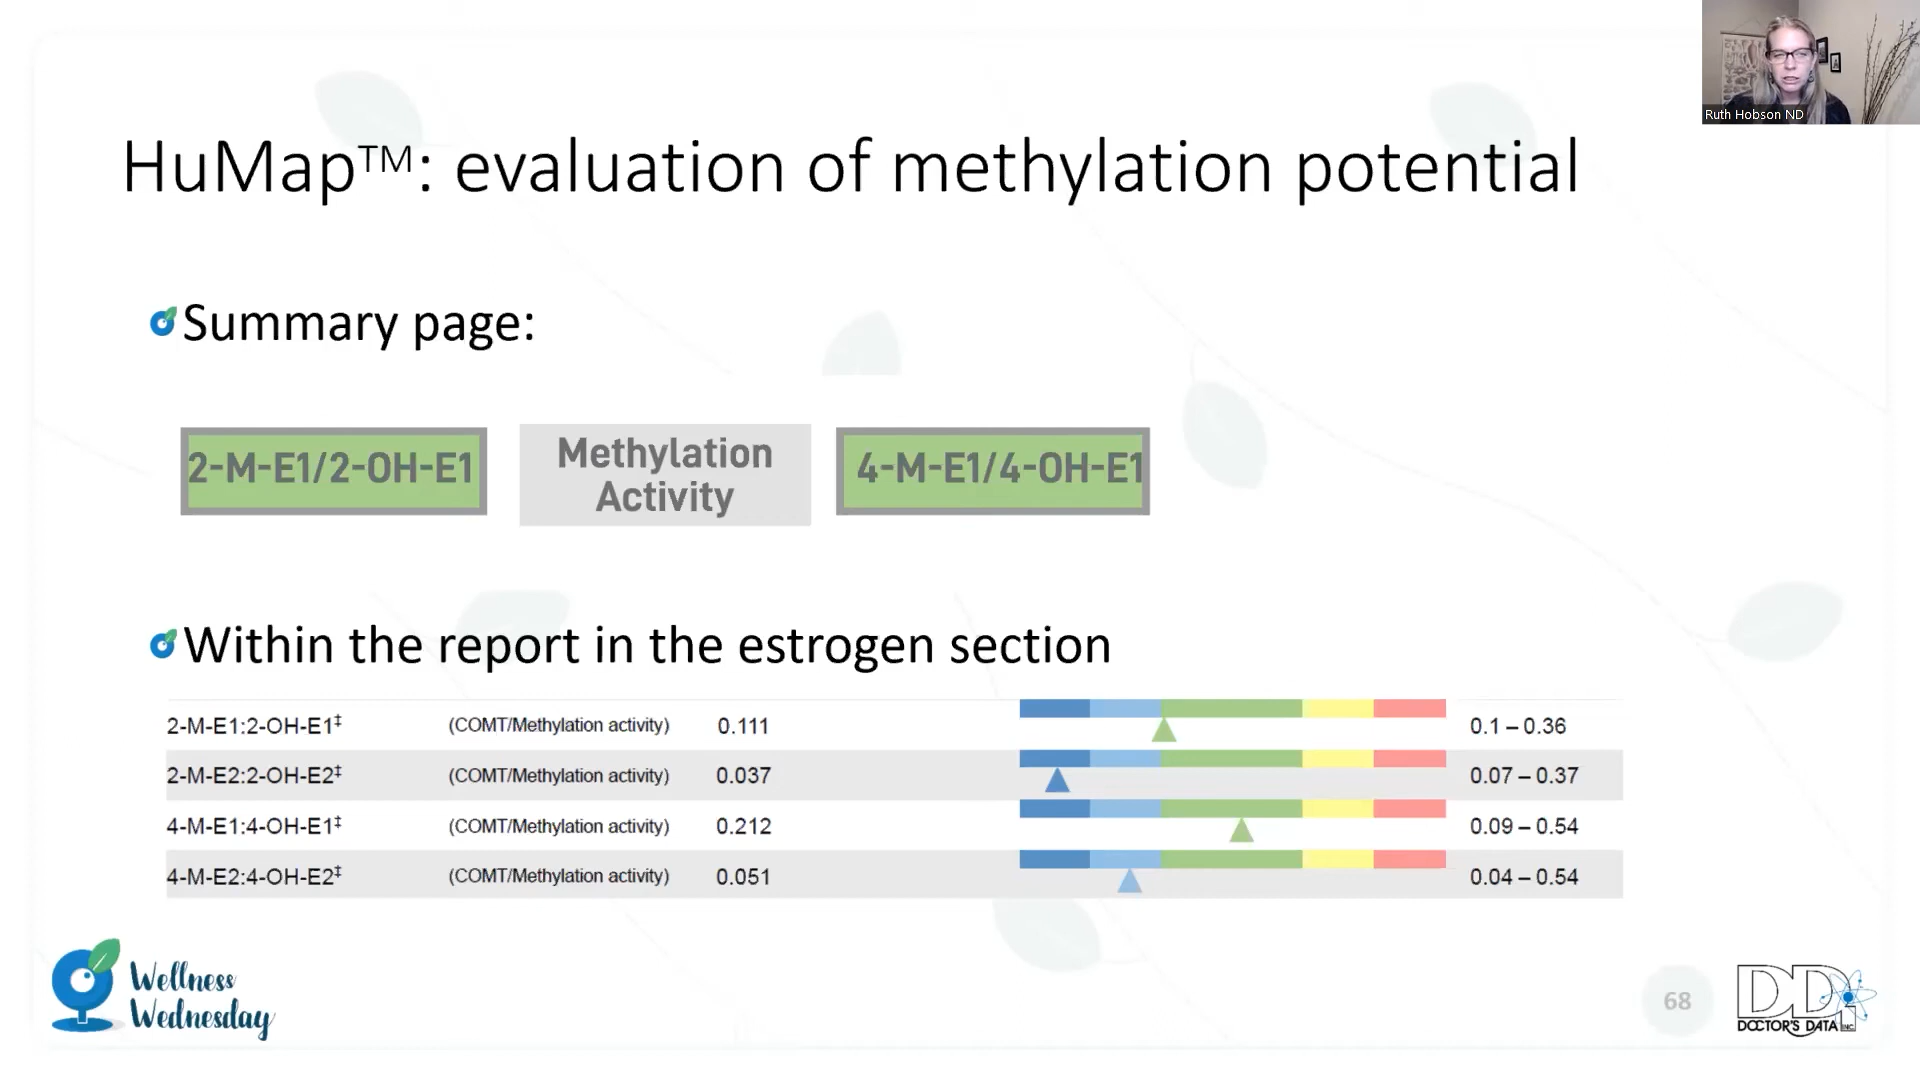 Ruth Hobson ND
HuMap™: evaluation of methylation potential
Summary page:
2-M-E1/2-OH-E1
Methylation
Activity
4-M-E1/4-OH-E1
Within the report in the estrogen section
2-M-E1:2-OH-E1‡ (COMT/Methylation activity) 0.111 0.1 – 0.36
2-M-E2:2-OH-E2‡ (COMT/Methylation activity) 0.037 0.07 – 0.37
4-M-E1:4-OH-E1‡ (COMT/Methylation activity) 0.212 0.09 – 0.54
4-M-E2:4-OH-E2‡ (COMT/Methylation activity) 0.051 0.04 – 0.54
Wellness
Wednesday
68
DDI
DOCTOR'S DATA INC.